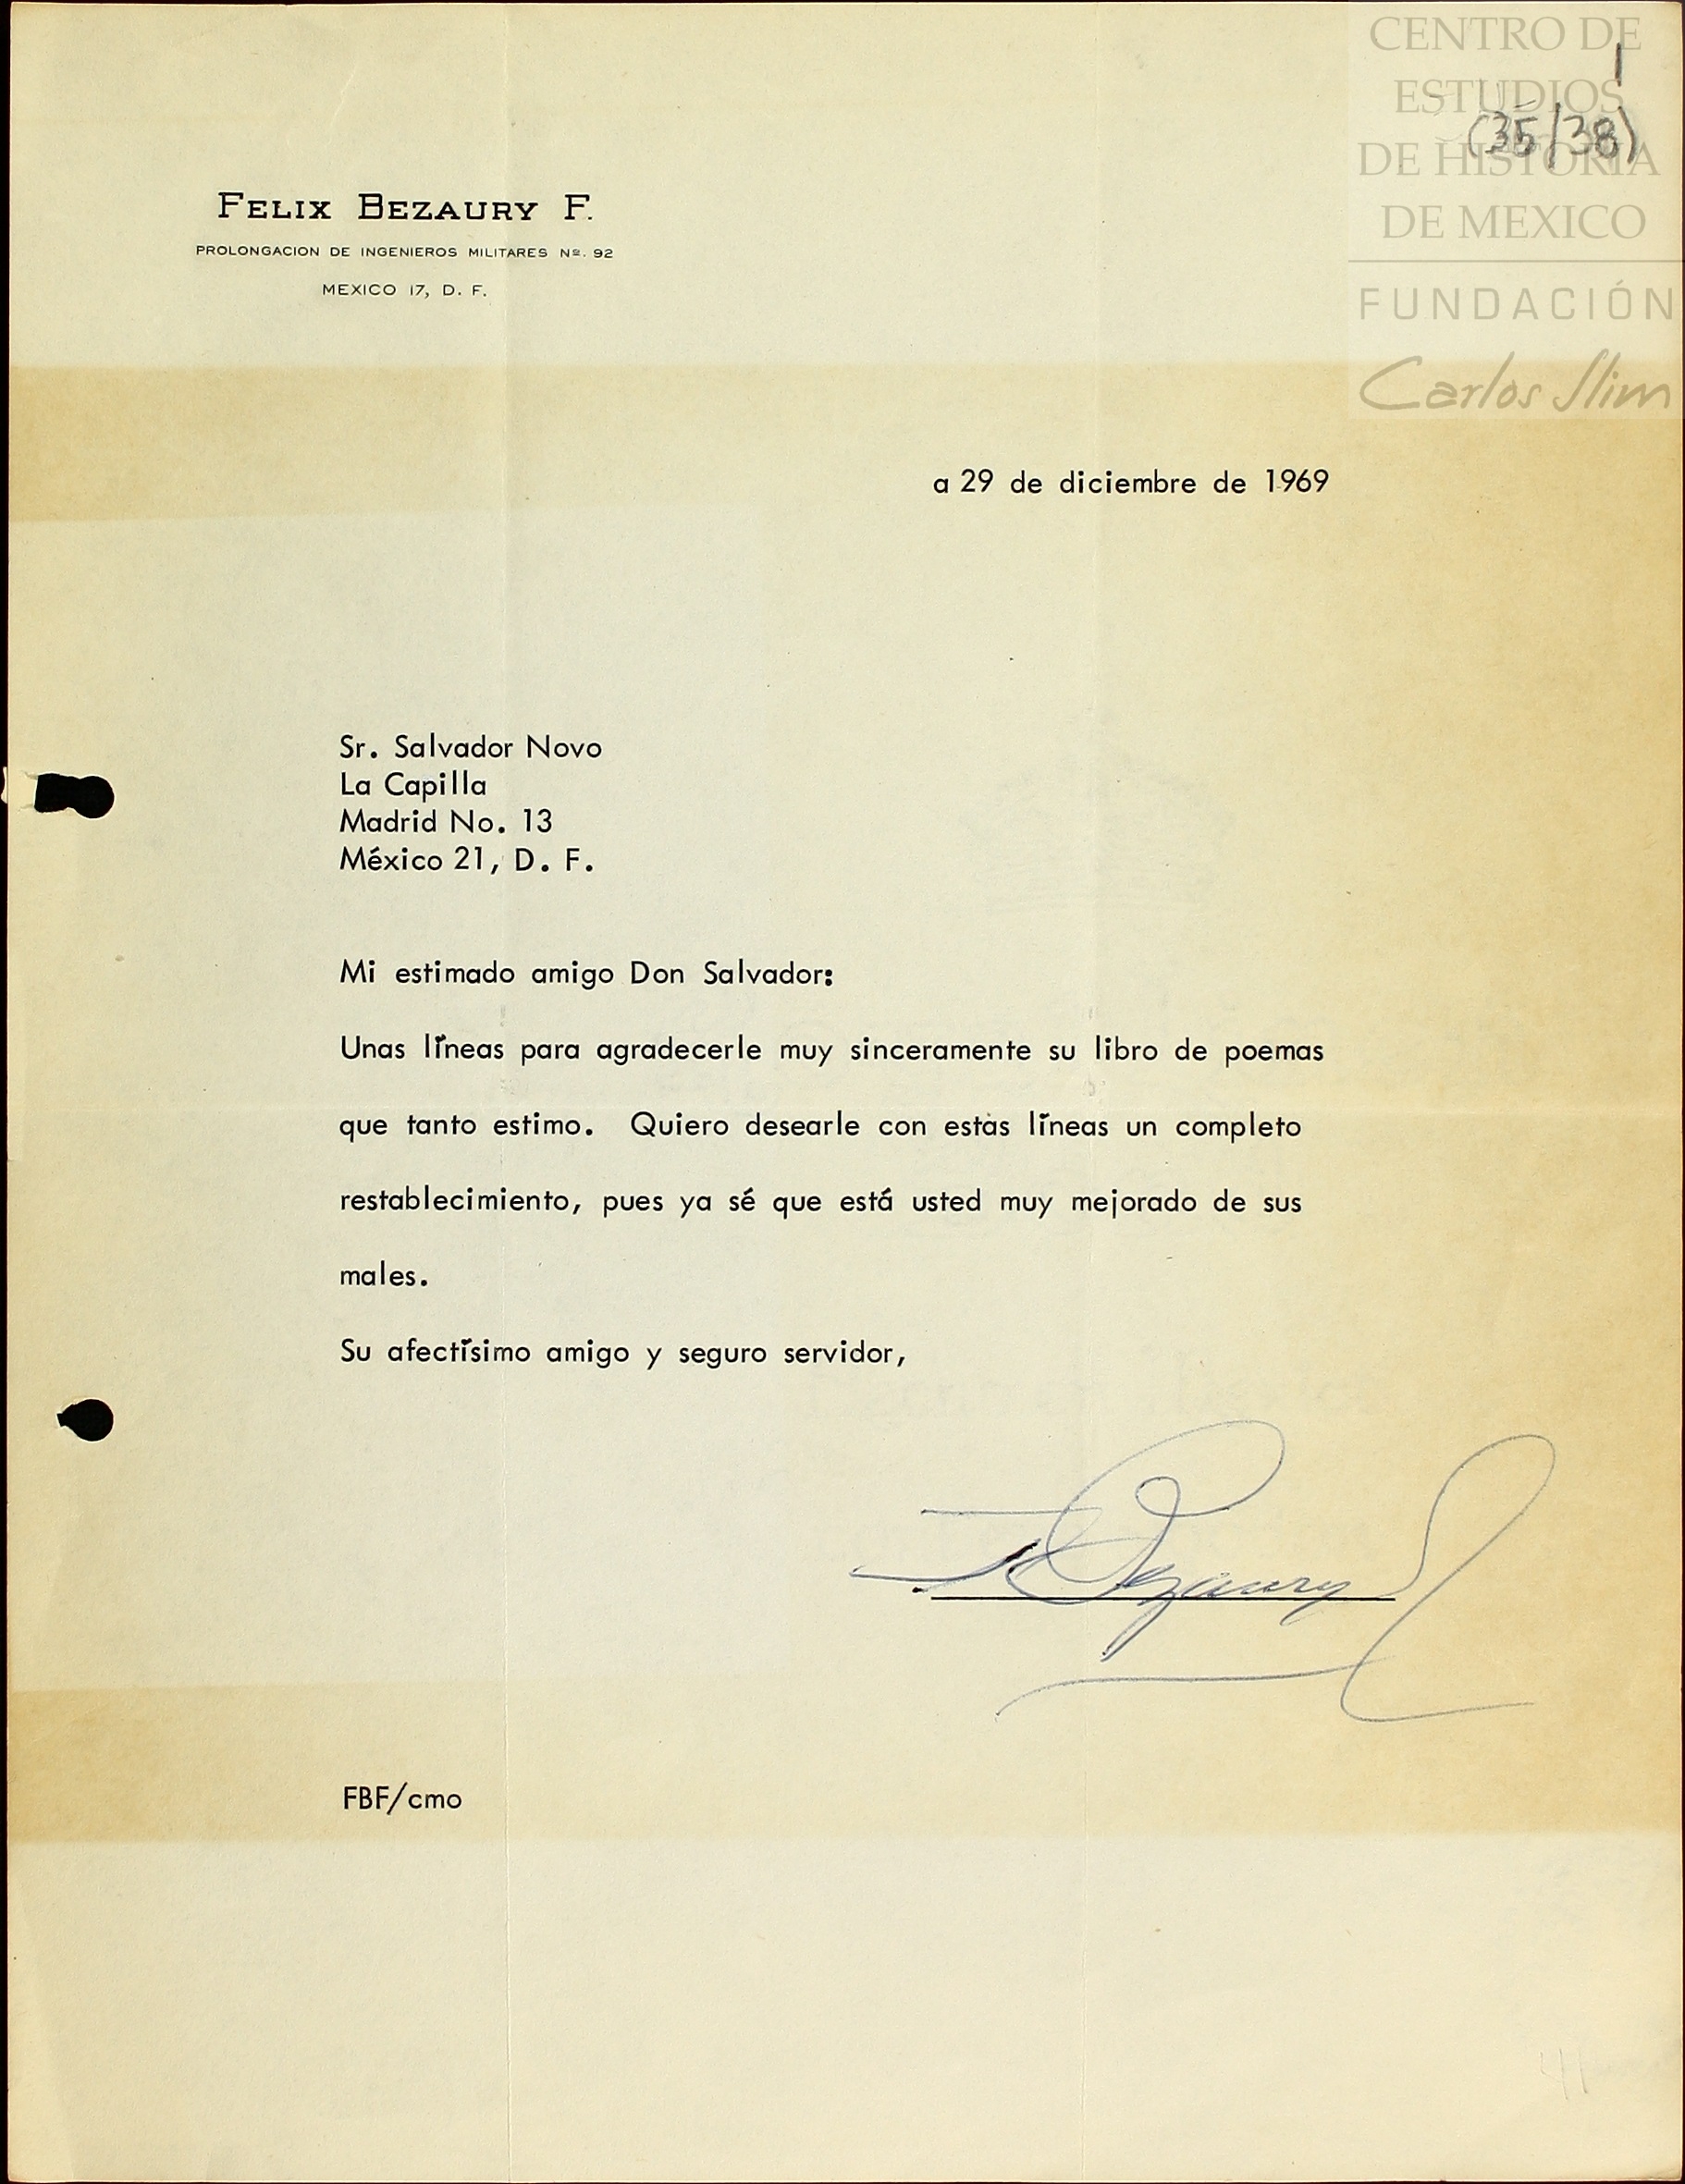 CENTRO DE
ESTUDIOS
DE HISTORIA
DE MEXICO
FUNDACIÓN
Carlos Slim
1
(35/38)
FELIX BEZAURY F.
PROLONGACION DE INGENIEROS MILITARES Nº. 92
MEXICO 17, D. F.
a 29 de diciembre de 1969
Sr. Salvador Novo
La Capilla
Madrid No. 13
México 21, D. F.
Mi estimado amigo Don Salvador:
Unas líneas para agradecerle muy sinceramente su libro de poemas
que tanto estimo. Quiero desearle con estas líneas un completo
restablecimiento, pues ya sé que está usted muy mejorado de sus
males.
Su afectísimo amigo y seguro servidor,
F Bezaury
FBF/cmo
41